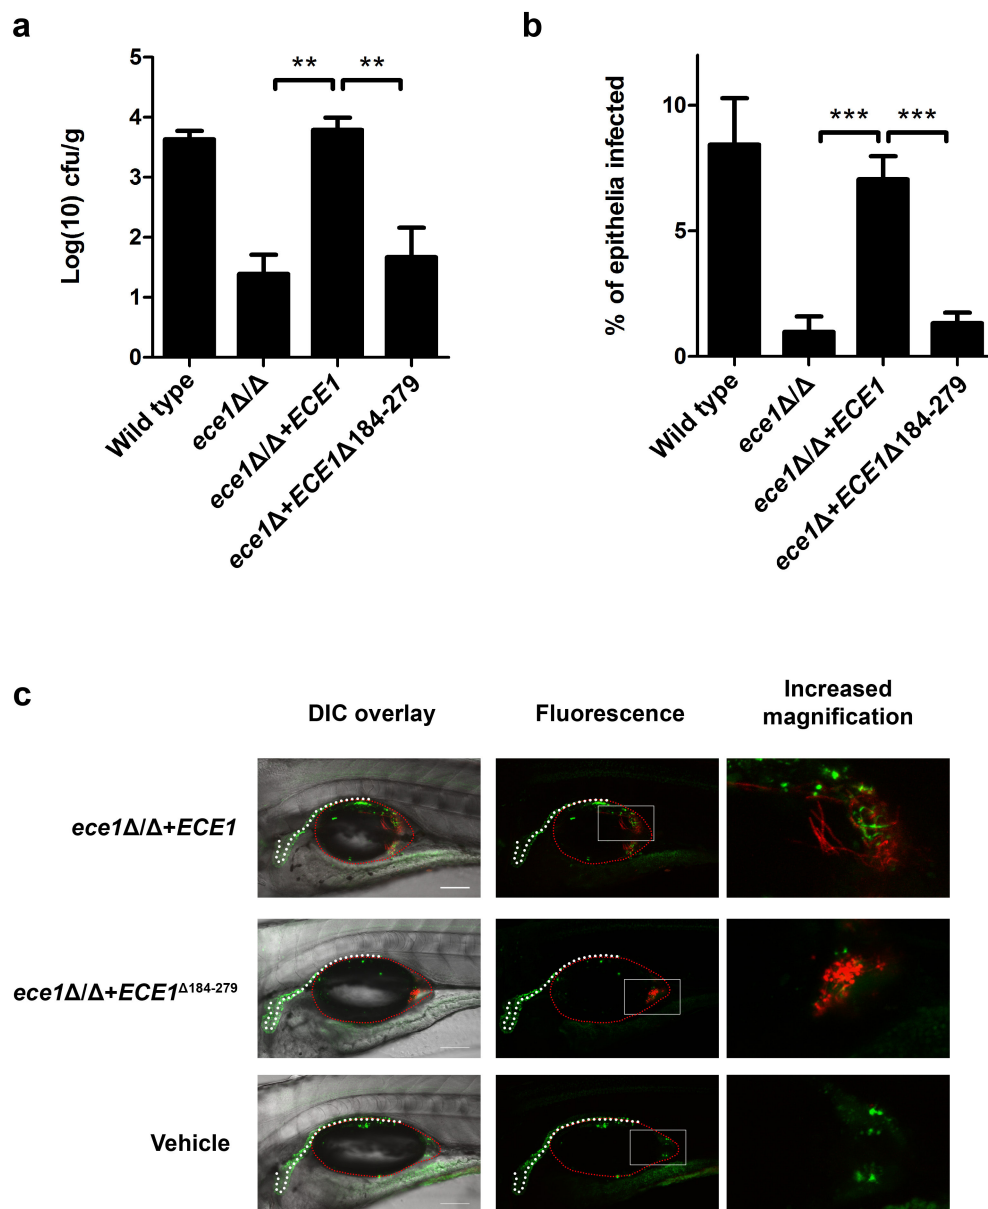 a
Log(10) cfu/g
5
4
3
2
1
0
** **
Wild type
ece1Δ/Δ
ece1Δ/Δ+ECE1
ece1Δ+ECE1Δ184-279
b
% of epithelia infected
10
5
0
*** ***
Wild type
ece1Δ/Δ
ece1Δ/Δ+ECE1
ece1Δ+ECE1Δ184-279
c
DIC overlay
Fluorescence
Increased
magnification
ece1Δ/Δ+ECE1
ece1Δ/Δ+ECE1Δ184-279
Vehicle